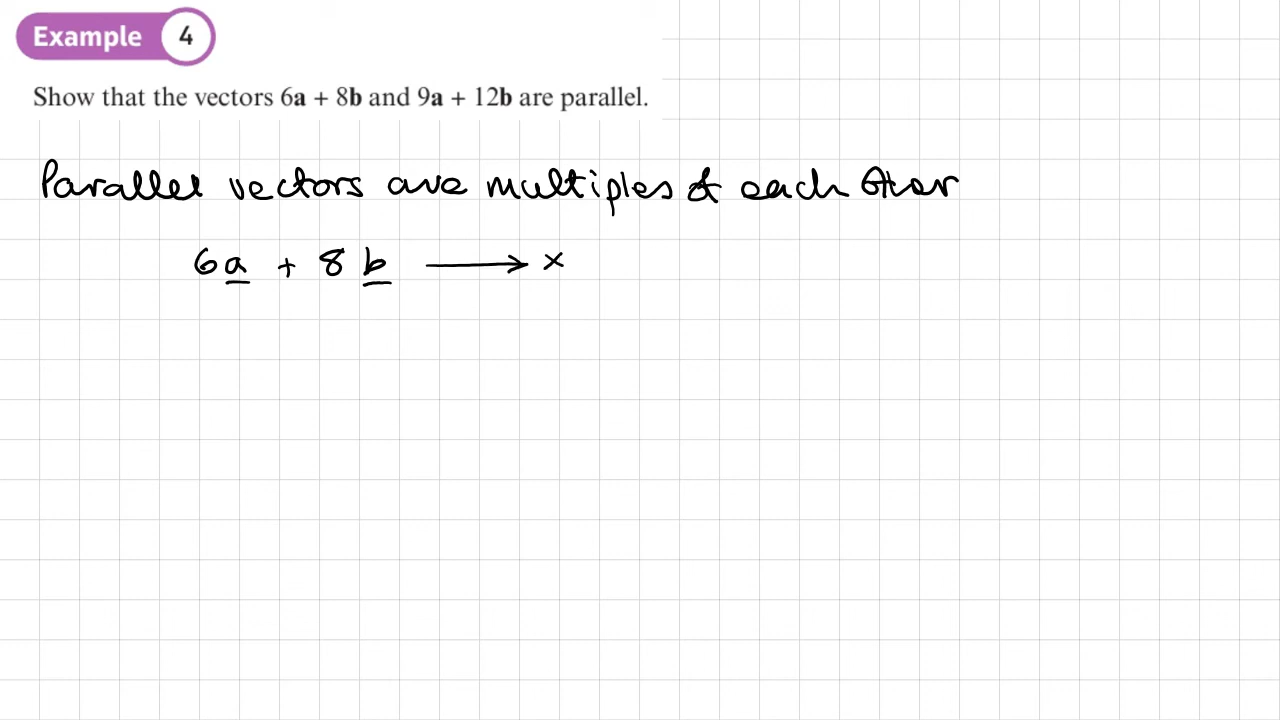 Example 4
Show that the vectors 6a + 8b and 9a + 12b are parallel.
Parallel vectors are multiples of each other
6a + 8 b ⟶ ×